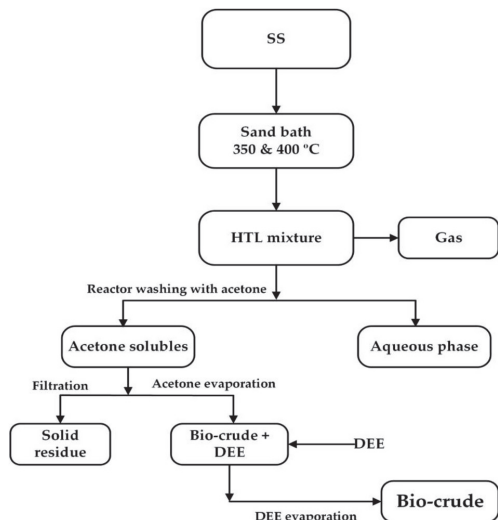 SS
Sand bath
350 & 400 ºC
HTL mixture
Gas
Reactor washing with acetone
Acetone solubles
Aqueous phase
Filtration
Acetone evaporation
Solid
residue
Bio-crude +
DEE
DEE
Bio-crude
DEE evaporation